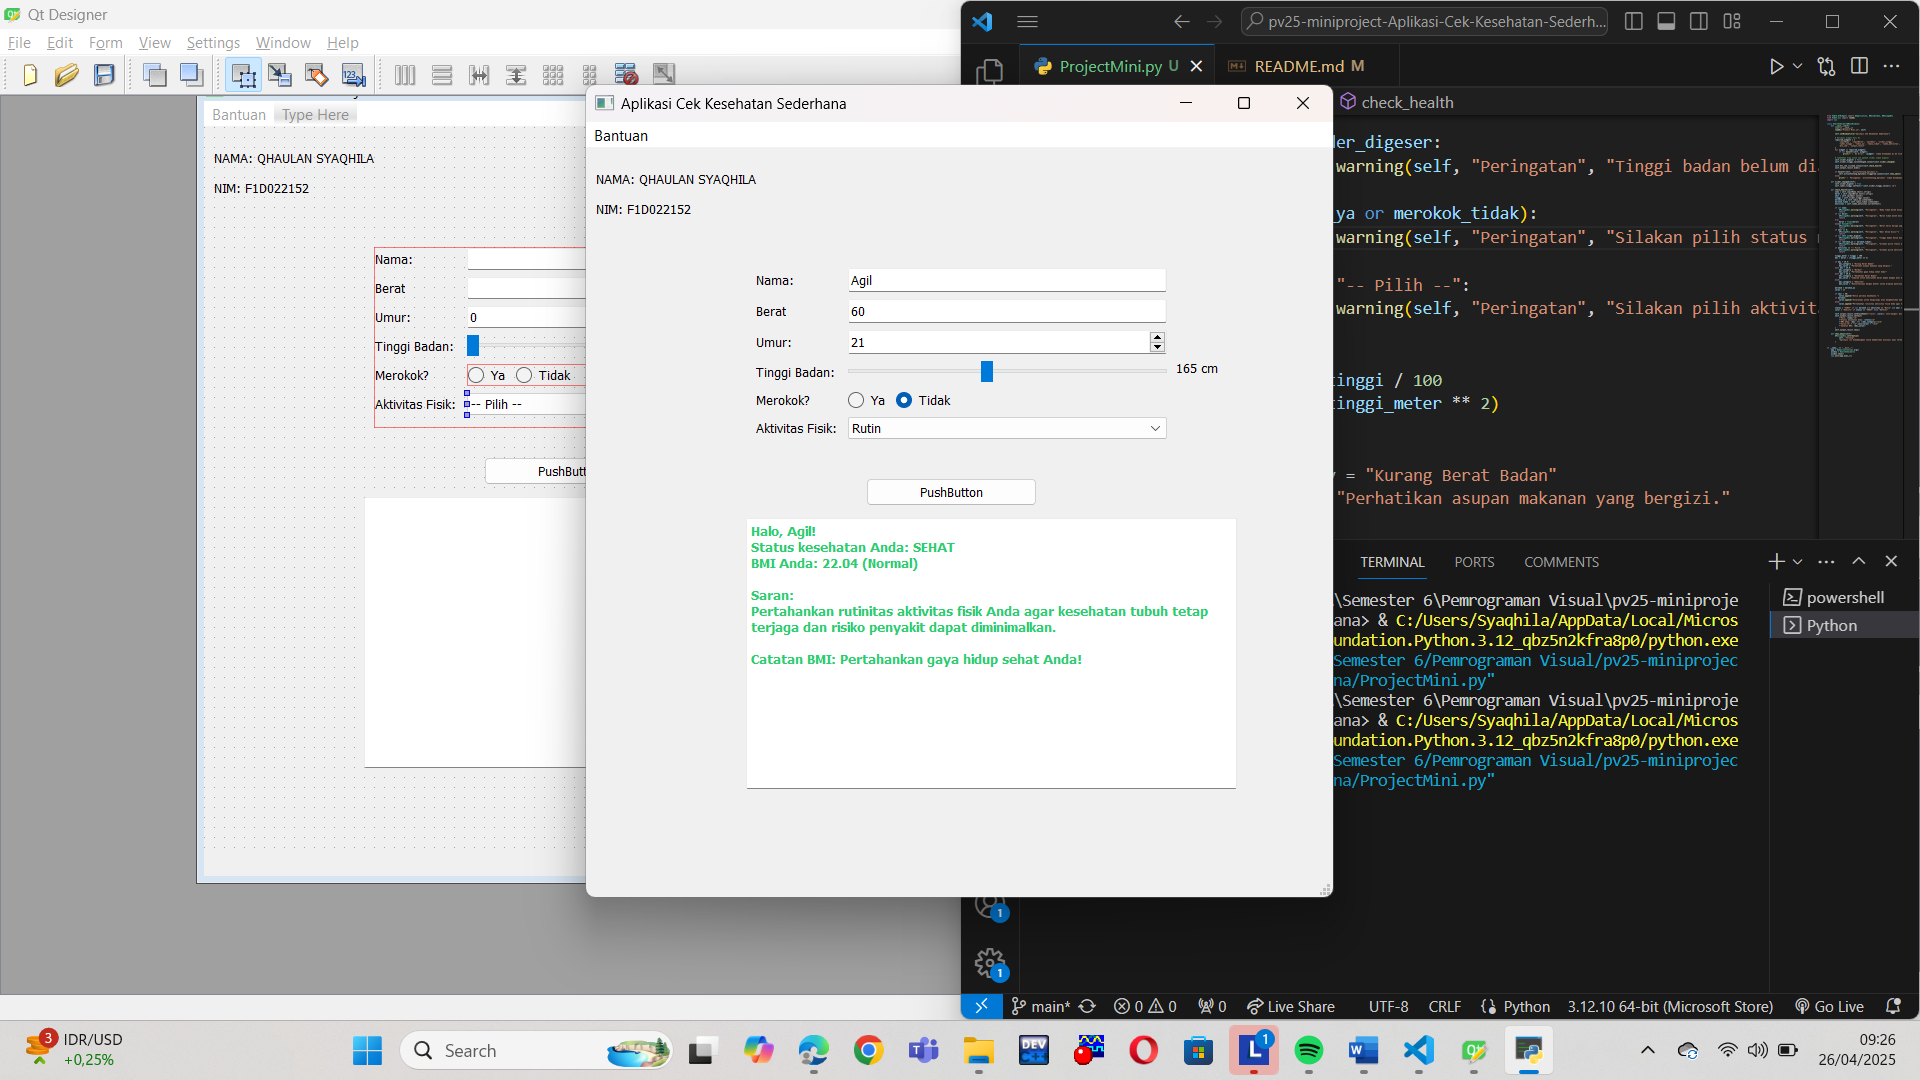 Qt Designer
File Edit Form View Settings Window Help
Bantuan Type Here
NAMA: QHAULAN SYAQHILA
NIM: F1D022152
Nama:
Berat
Umur: 0
Tinggi Badan:
Merokok? Ya Tidak
Aktivitas Fisik: -- Pilih --
Aplikasi Cek Kesehatan Sederhana
Bantuan
NAMA: QHAULAN SYAQHILA
NIM: F1D022152
Nama: Agil
Berat 60
Umur: 21
Tinggi Badan: 165 cm
Merokok? Ya Tidak
Aktivitas Fisik: Rutin
PushButton
Halo, Agil!
Status kesehatan Anda: SEHAT
BMI Anda: 22.04 (Normal)
Saran:
Pertahankan rutinitas aktivitas fisik Anda agar kesehatan tubuh tetap
terjaga dan risiko penyakit dapat diminimalkan.
Catatan BMI: Pertahankan gaya hidup sehat Anda!
pv25-miniproject-Aplikasi-Cek-Kesehatan-Sederh...
ProjectMini.py U README.md M
check_health
er_digeser:
warning(self, "Peringatan", "Tinggi badan belum di
ya or merokok_tidak):
warning(self, "Peringatan", "Silakan pilih status
"-- Pilih --":
warning(self, "Peringatan", "Silakan pilih aktivit
tinggi / 100
tinggi_meter ** 2)
y = "Kurang Berat Badan"
"Perhatikan asupan makanan yang bergizi."
TERMINAL PORTS COMMENTS
powershell
Python
\Semester 6\Pemrograman Visual\pv25-miniproje
ana> & C:/Users/Syaqhila/AppData/Local/Micros
undation.Python.3.12_qbz5n2kfra8p0/python.exe
Semester 6/Pemrograman Visual/pv25-miniprojec
na/ProjectMini.py"
\Semester 6\Pemrograman Visual\pv25-miniproje
ana> & C:/Users/Syaqhila/AppData/Local/Micros
undation.Python.3.12_qbz5n2kfra8p0/python.exe
Semester 6/Pemrograman Visual/pv25-miniprojec
na/ProjectMini.py"
1
1
main* 0 0 0 Live Share UTF-8 CRLF Python 3.12.10 64-bit (Microsoft Store) Go Live
3 IDR/USD
+0,25%
Search
DEV
L 1
09:26
26/04/2025